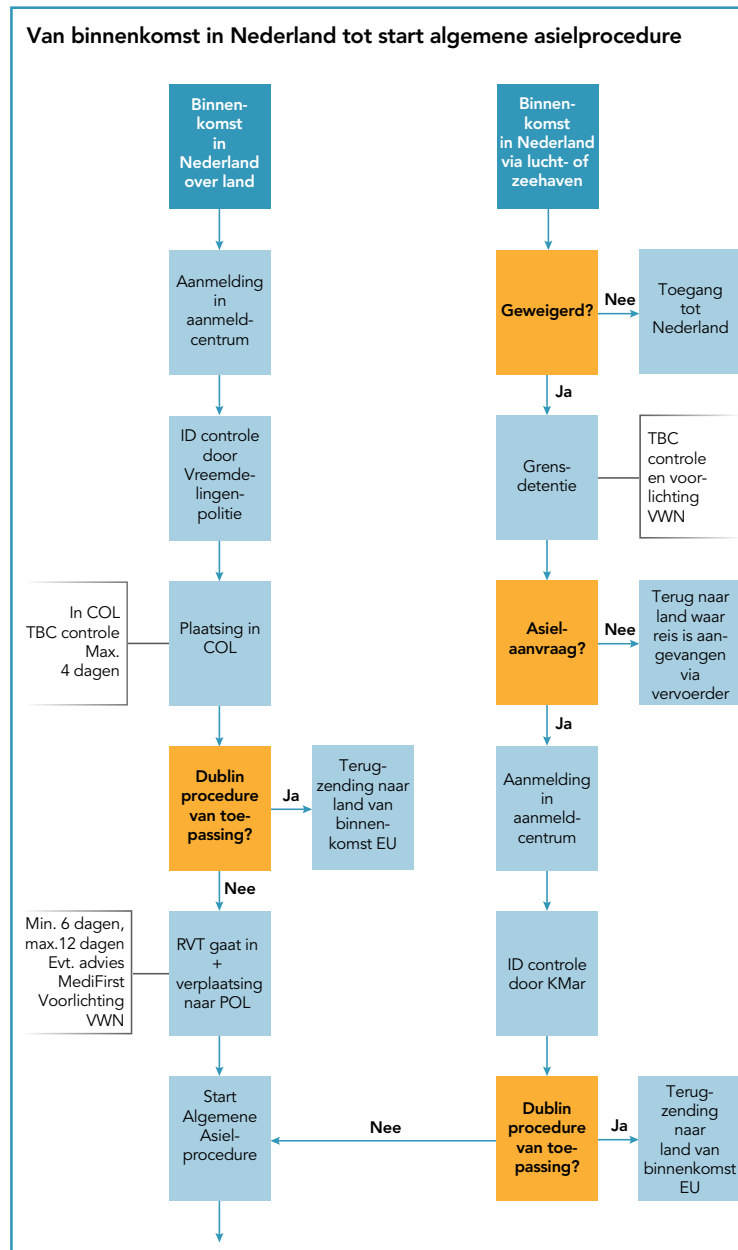 Van binnenkomst in Nederland tot start algemene asielprocedure
Binnen-
komst
in
Nederland
over land
Aanmelding
in
aanmeld-
centrum
ID controle
door
Vreemde-
lingen-
politie
In COL
TBC controle
Max.
4 dagen
Plaatsing in
COL
Dublin
procedure
van toe-
passing?
Ja
Terug-
zending naar
land van
binnen-
komst EU
Nee
Min. 6 dagen,
max.12 dagen
Evt. advies
MediFirst
Voorlichting
VWN
RVT gaat in
+
verplaatsing
naar POL
Start
Algemene
Asiel-
procedure
Binnen-
komst
in Nederland
via lucht- of
zeehaven
Geweigerd?
Nee
Toegang
tot
Nederland
Ja
Grens-
detentie
TBC
controle
en voor-
lichting
VWN
Asiel-
aanvraag?
Nee
Terug naar
land waar
reis is aan-
gevangen
via
vervoerder
Ja
Aanmelding
in
aanmeld-
centrum
ID controle
door KMar
Dublin
procedure
van toe-
passing?
Nee
Ja
Terug-
zending
naar
land van
binnenkomst
EU